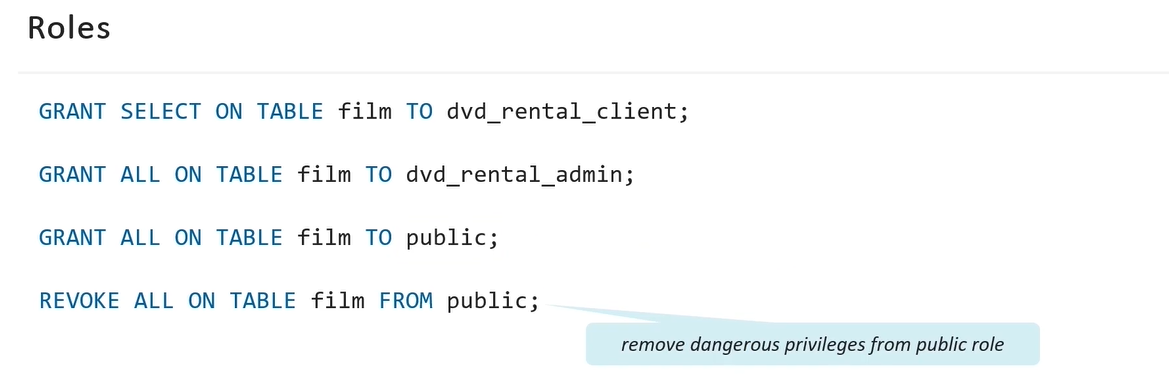 Roles
GRANT SELECT ON TABLE film TO dvd_rental_client;
GRANT ALL ON TABLE film TO dvd_rental_admin;
GRANT ALL ON TABLE film TO public;
REVOKE ALL ON TABLE film FROM public;
remove dangerous privileges from public role